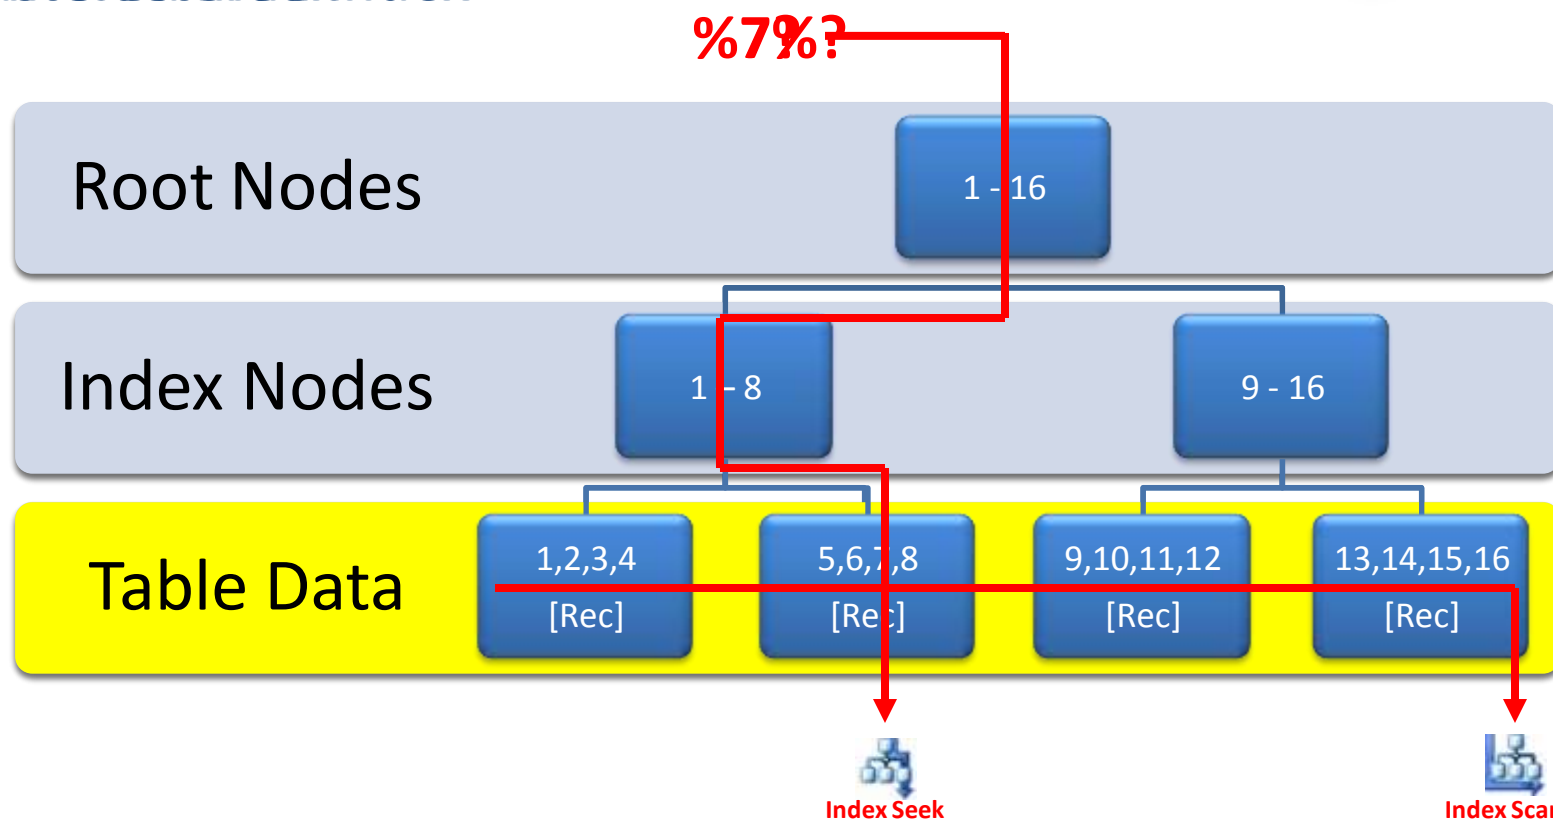 %7%?
Root Nodes
1 - 16
Index Nodes
1 – 8
9 - 16
Table Data
1,2,3,4
[Rec]
5,6,7,8
[Rec]
9,10,11,12
[Rec]
13,14,15,16
[Rec]
Index Seek
Index Scan